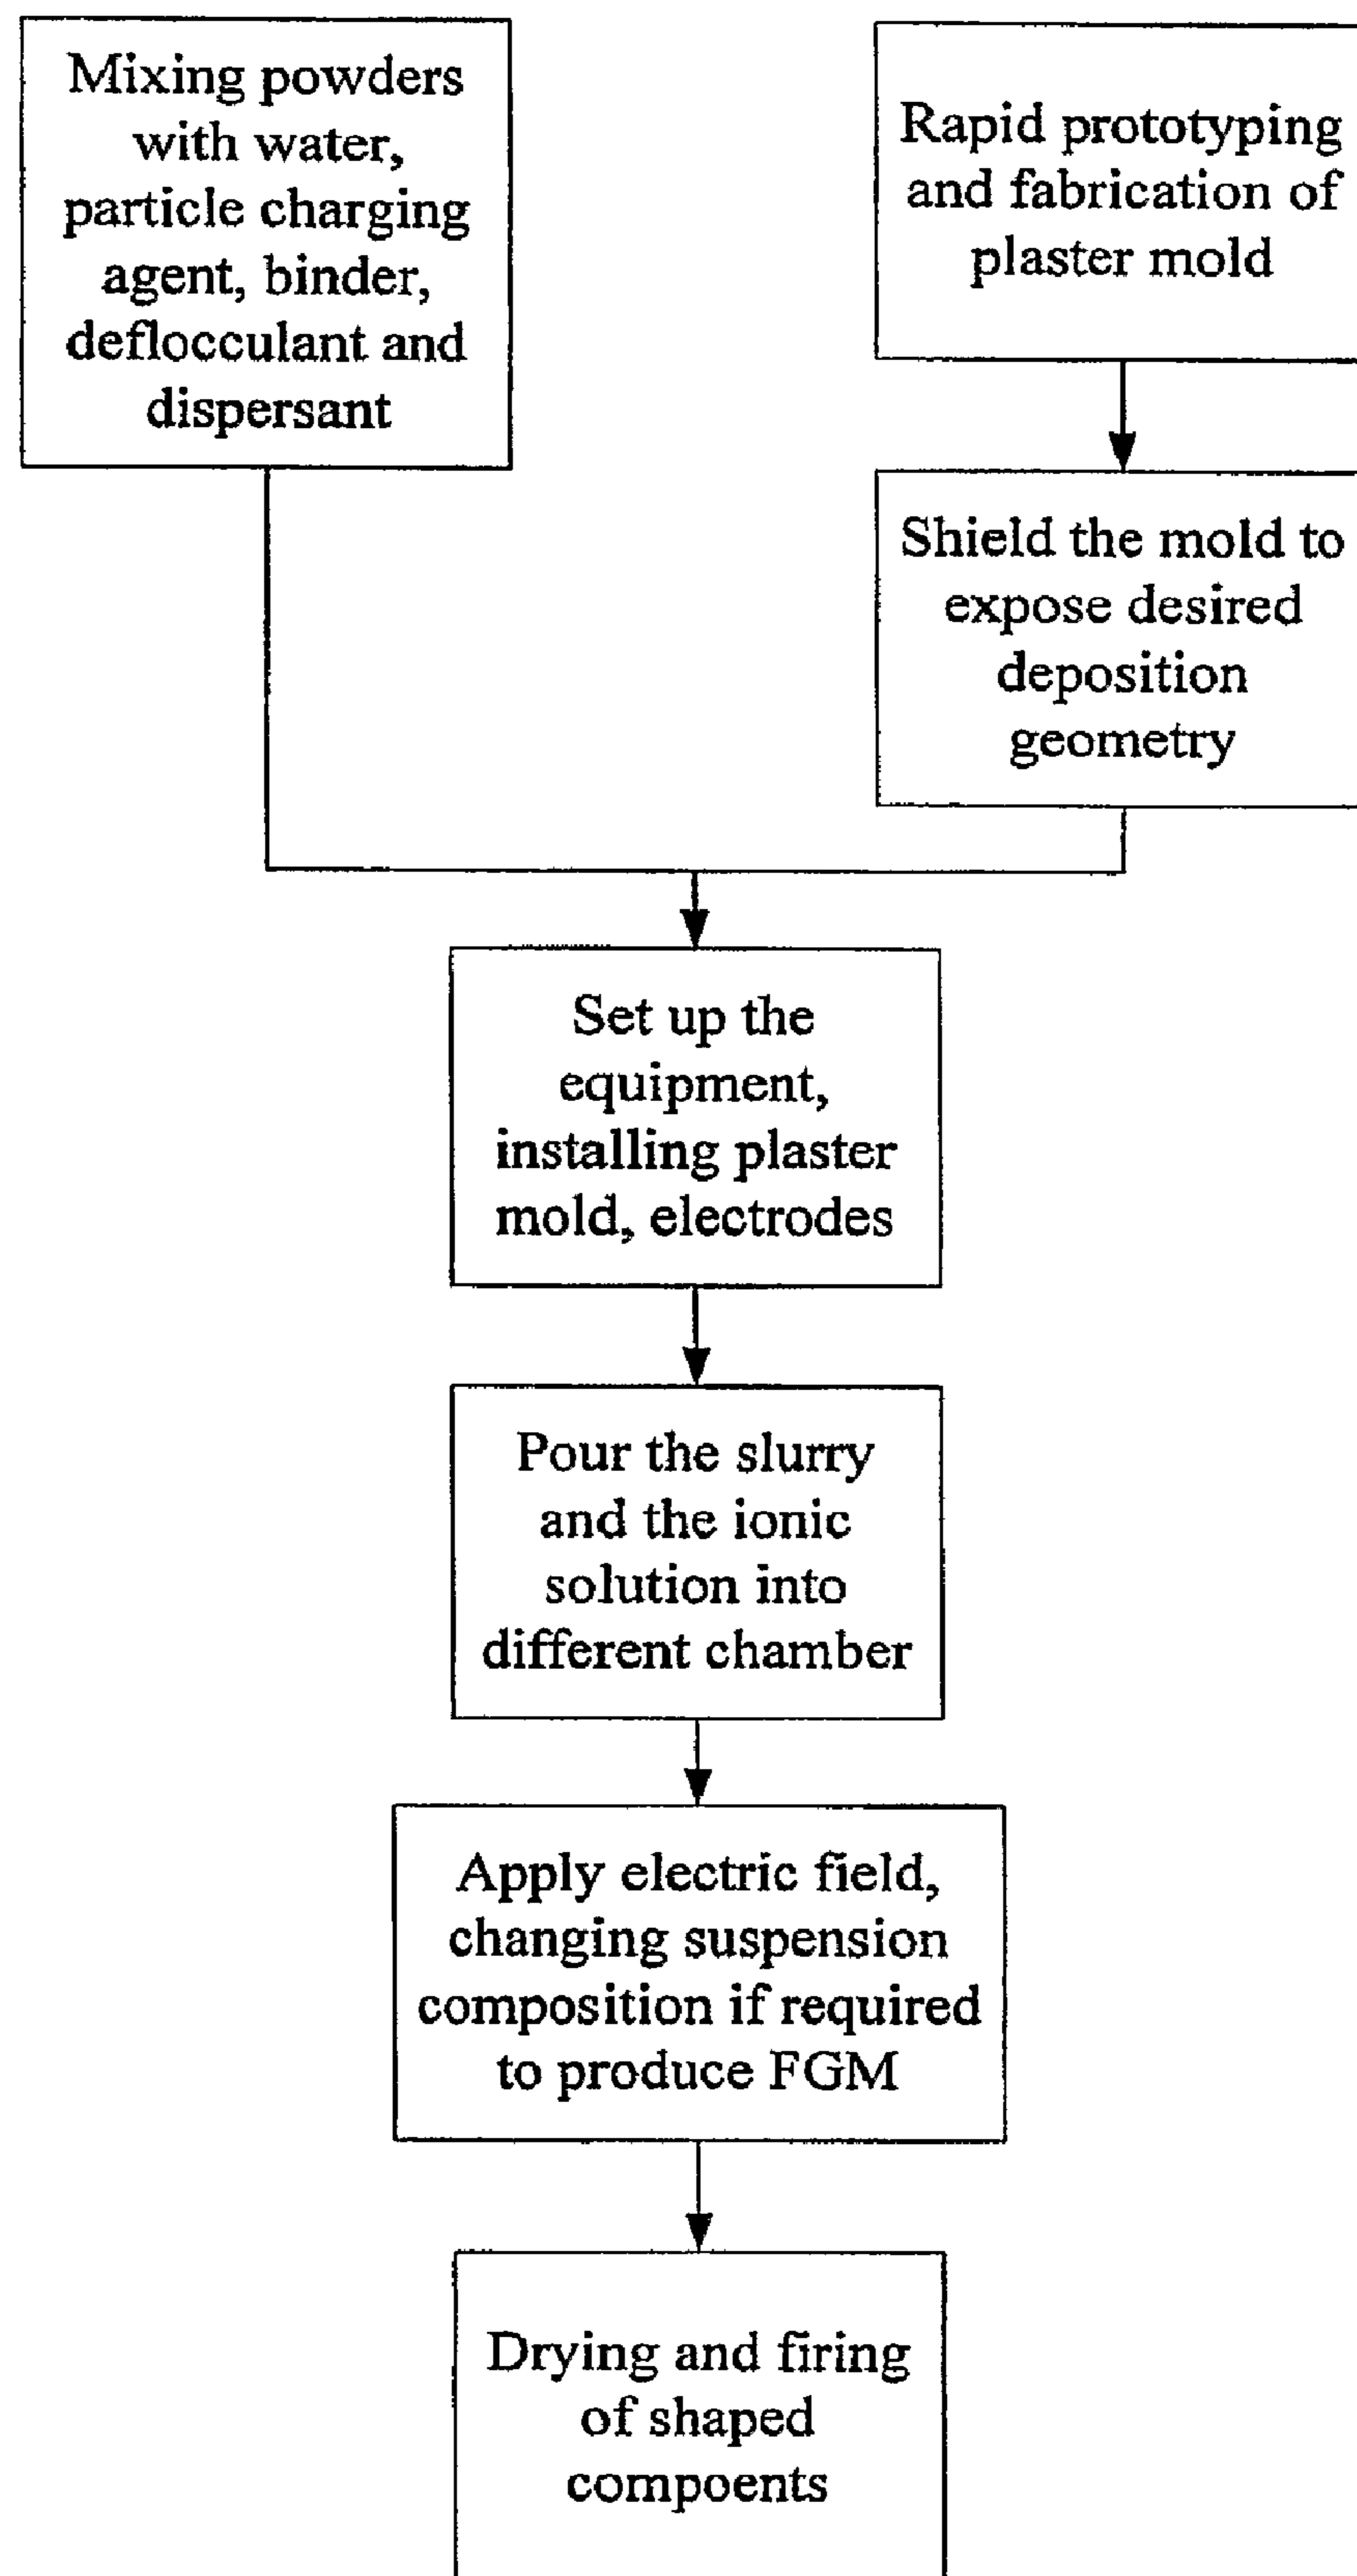 Mixing powders
with water,
particle charging
agent, binder,
deflocculant and
dispersant
Rapid prototyping
and fabrication of
plaster mold
Shield the mold to
expose desired
deposition
geometry
Set up the
equipment,
installing plaster
mold, electrodes
Pour the slurry
and the ionic
solution into
different chamber
Apply electric field,
changing suspension
composition if required
to produce FGM
Drying and firing
of shaped
compoents